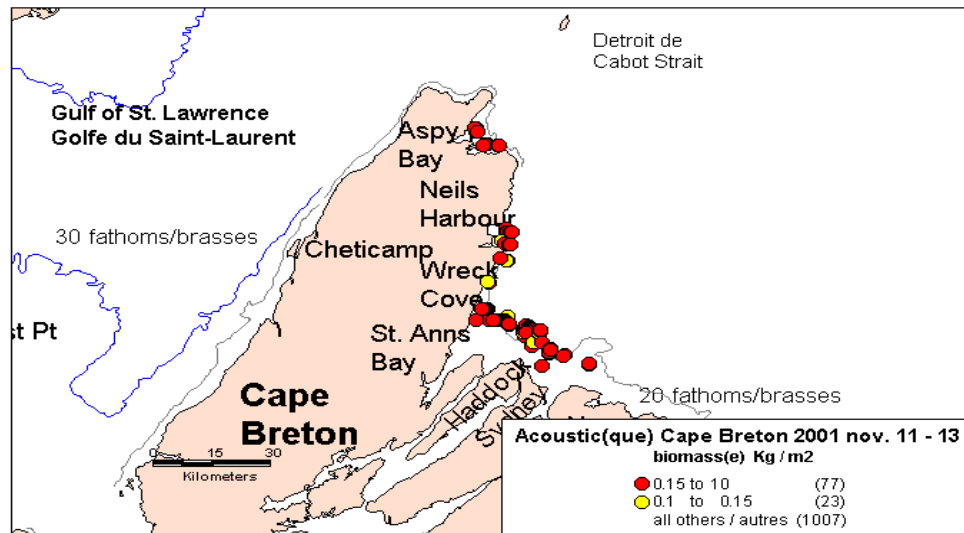 Detroit de
Cabot Strait
Gulf of St. Lawrence
Golfe du Saint-Laurent
Aspy
Bay
Neils
Harbour
30 fathoms/brasses
Cheticamp
Wreck
Cove
st Pt
St. Anns
Bay
Haddock
Sydney
20 fathoms/brasses
Cape
Breton
0 15 30
Kilometers
Acoustic(que) Cape Breton 2001 nov. 11 - 13
biomass(e) Kg / m2
0.15 to 10 (77)
0.1 to 0.15 (23)
all others / autres (1007)